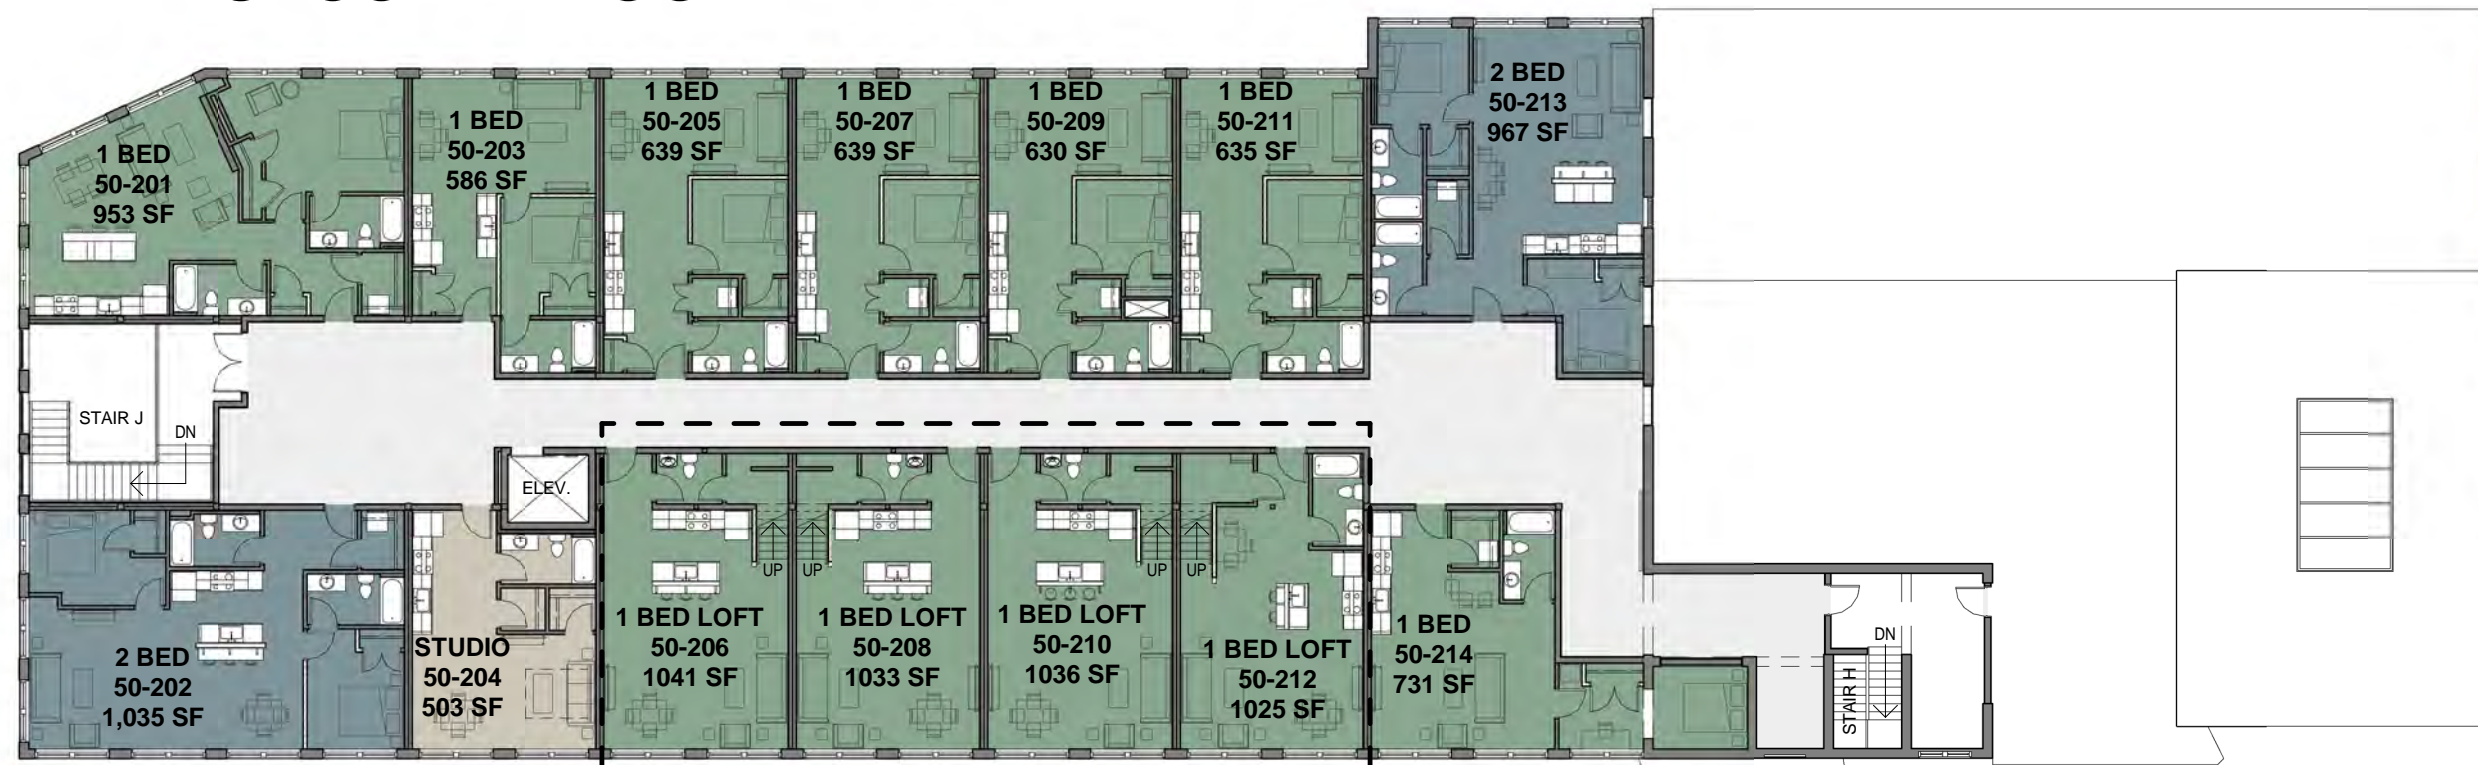 1 BED
50-201
953 SF
1 BED
50-203
586 SF
1 BED
50-205
639 SF
1 BED
50-207
639 SF
1 BED
50-209
630 SF
1 BED
50-211
635 SF
2 BED
50-213
967 SF
STAIR J
DN
ELEV.
UP
UP
UP
UP
2 BED
50-202
1,035 SF
STUDIO
50-204
503 SF
1 BED LOFT
50-206
1041 SF
1 BED LOFT
50-208
1033 SF
1 BED LOFT
50-210
1036 SF
1 BED LOFT
50-212
1025 SF
1 BED
50-214
731 SF
DN
STAIR H